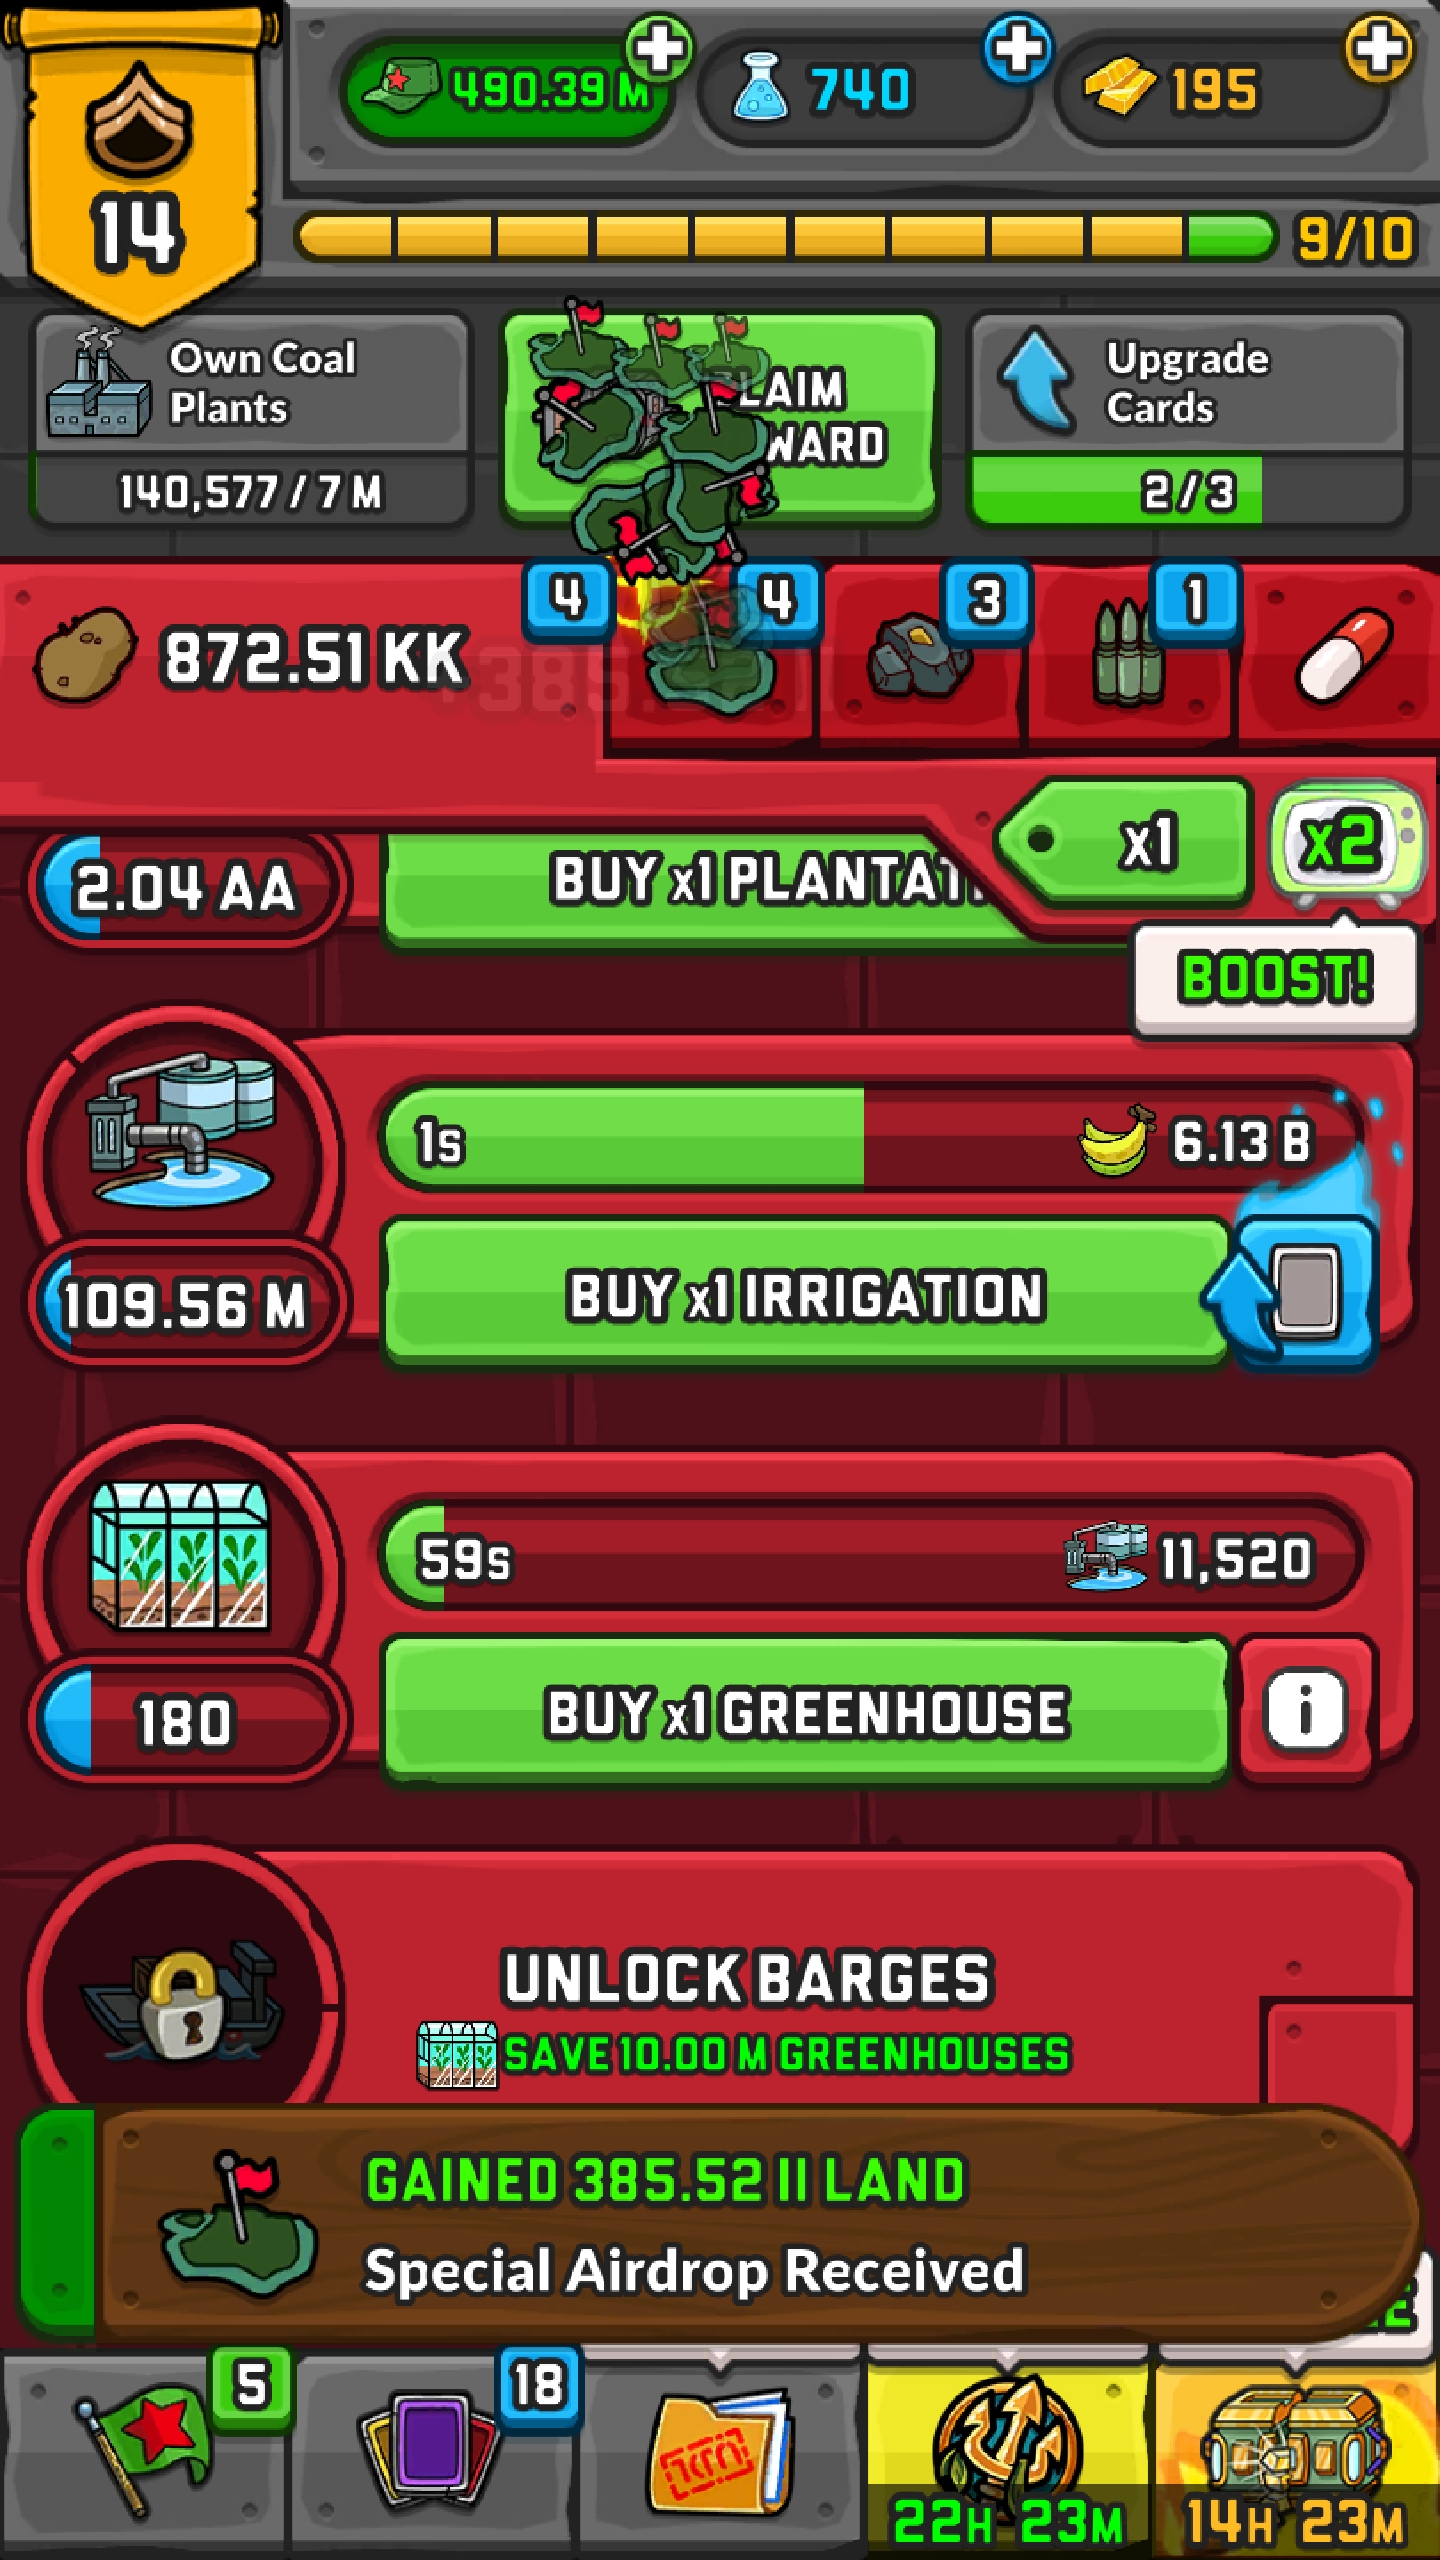 490.39 M
740
195
14
9/10
Own Coal
Plants
140,577 / 7 M
Upgrade
Cards
2 / 3
4
4
3
1
872.51 KK
x1
x2
2.04 AA
BUY x1
BOOST!
1s
6.13 B
109.56 M
BUY x1 IRRIGATION
59s
11,520
180
BUY x1 GREENHOUSE
i
UNLOCK BARGES
SAVE 10.00 M GREENHOUSES
GAINED 385.52 II LAND
Special Airdrop Received
5
18
22H 23M
14H 23M